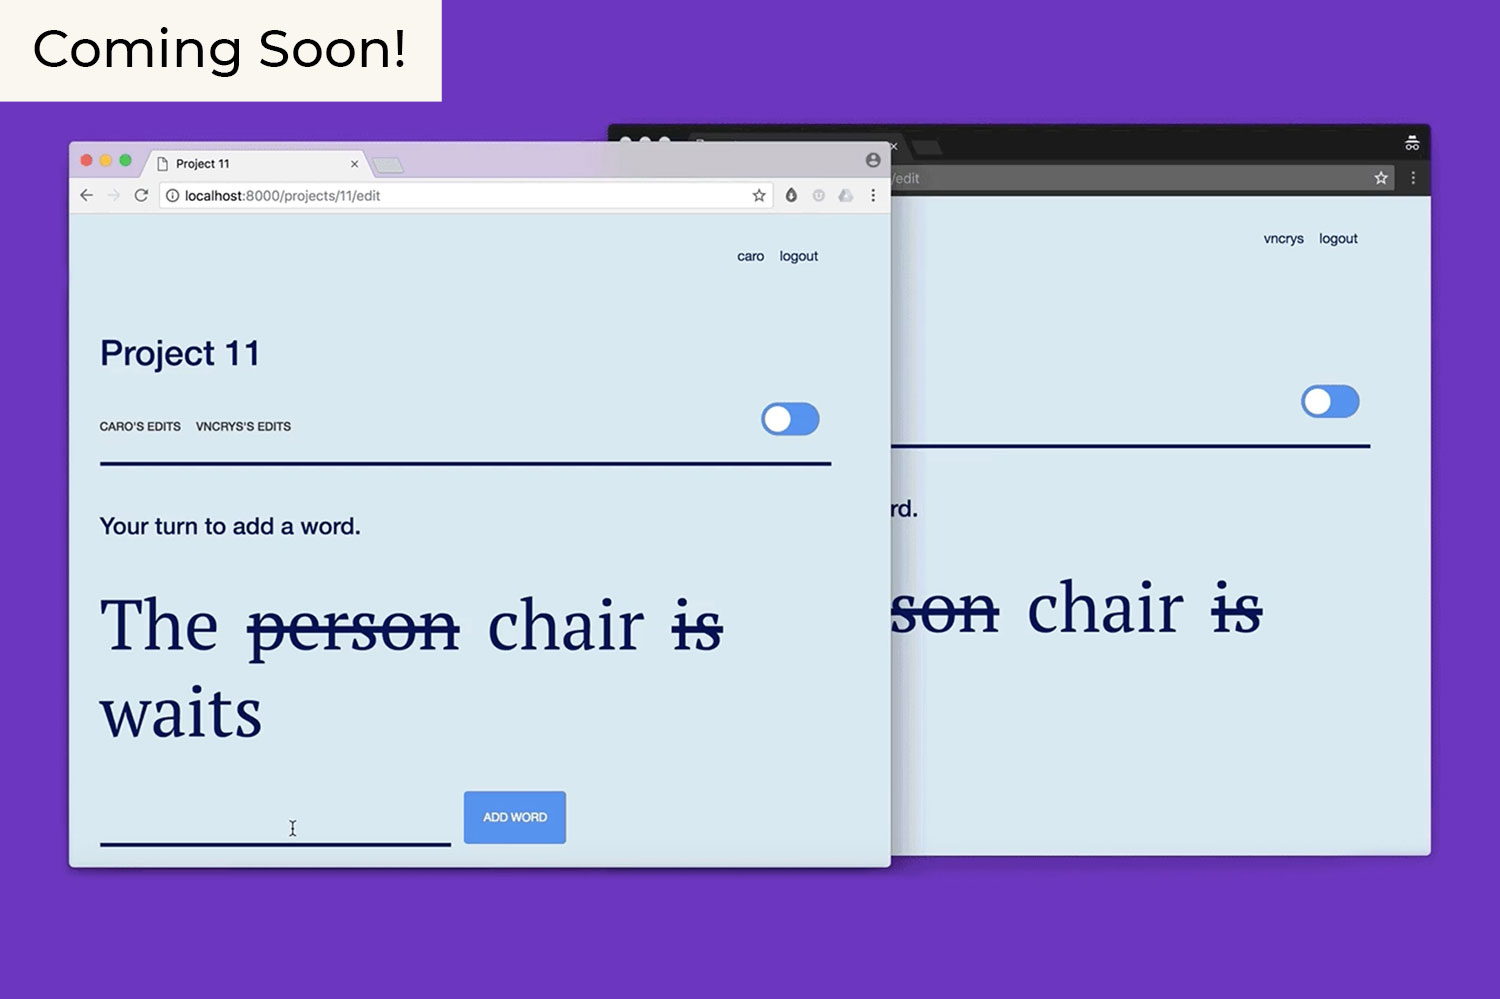 Coming Soon!
Project 11
localhost:8000/projects/11/edit
caro logout
Project 11
CARO'S EDITS VNCRYS'S EDITS
Your turn to add a word.
The person chair is
waits
ADD WORD
/edit
vncrys logout
rd.
son chair is